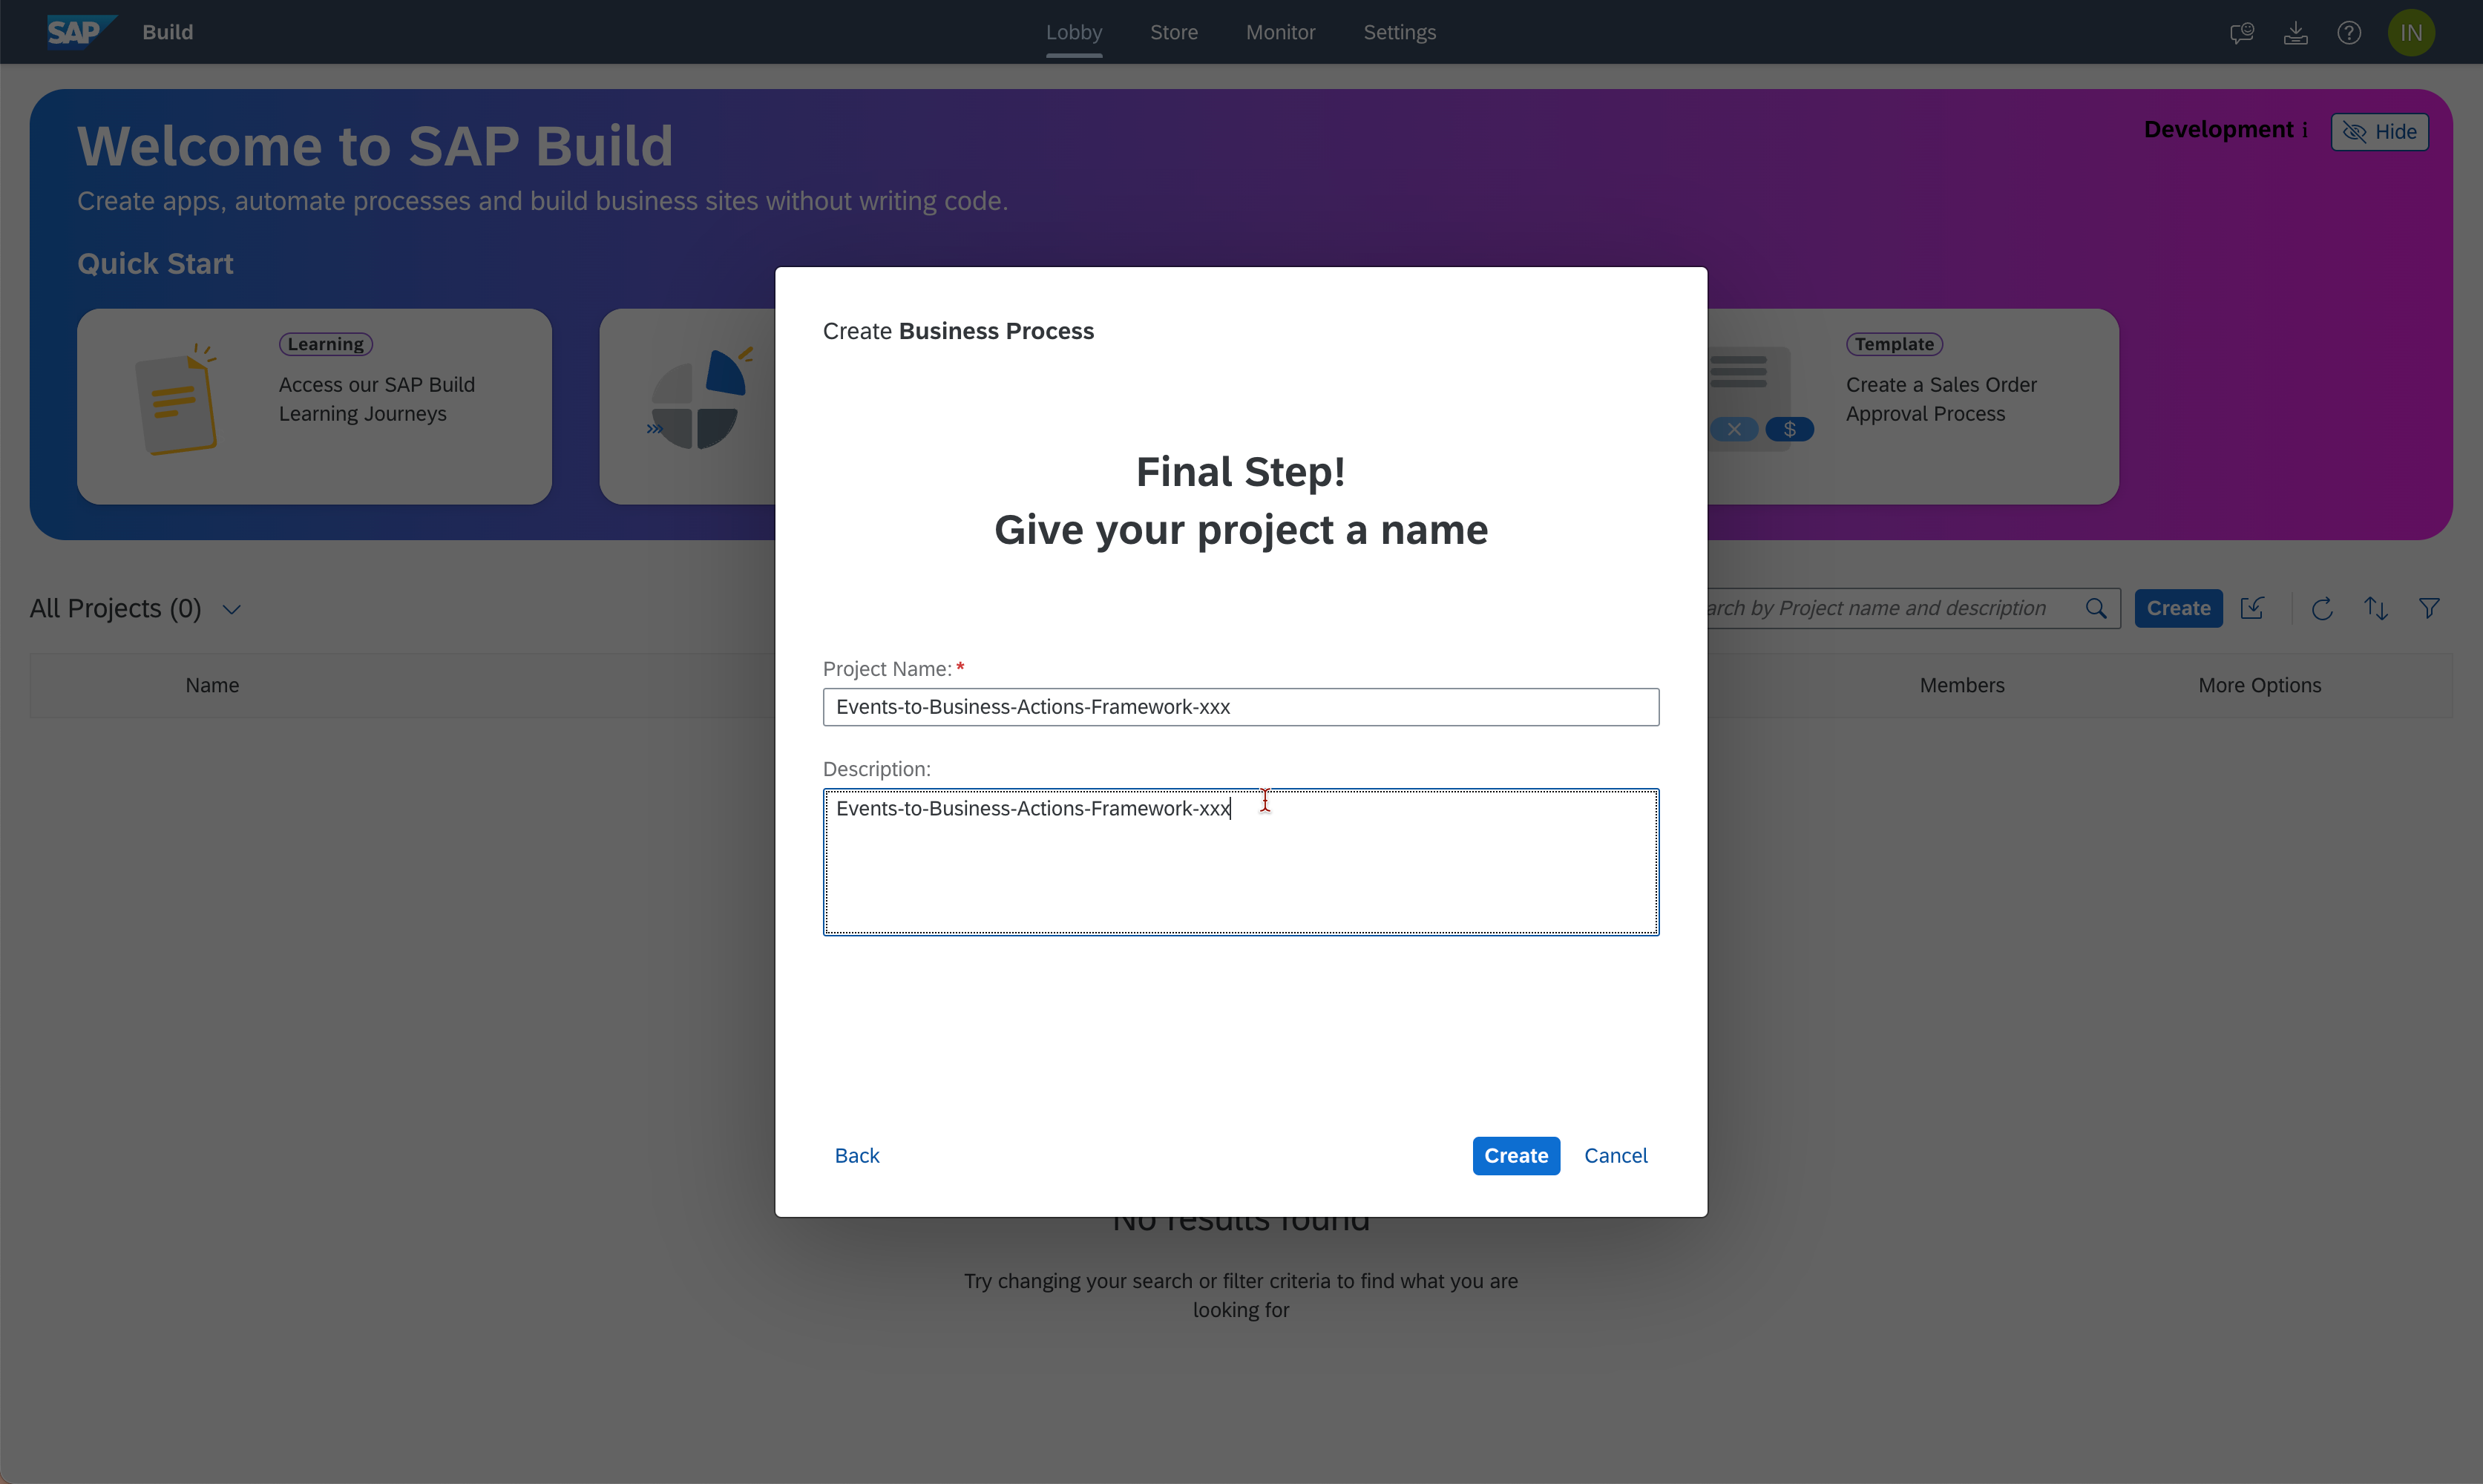 SAP Build
Lobby Store Monitor Settings
IN
Welcome to SAP Build
Development i
Hide
Create apps, automate processes and build business sites without writing code.
Quick Start
Learning
Access our SAP Build
Learning Journeys
Template
Create a Sales Order
Approval Process
$
Create Business Process
Final Step!
Give your project a name
All Projects (0)
arch by Project name and description
Create
Name
Members
More Options
Project Name: *
Events-to-Business-Actions-Framework-xxx
Description:
Events-to-Business-Actions-Framework-xxx
Back
Create
Cancel
No results found
Try changing your search or filter criteria to find what you are
looking for